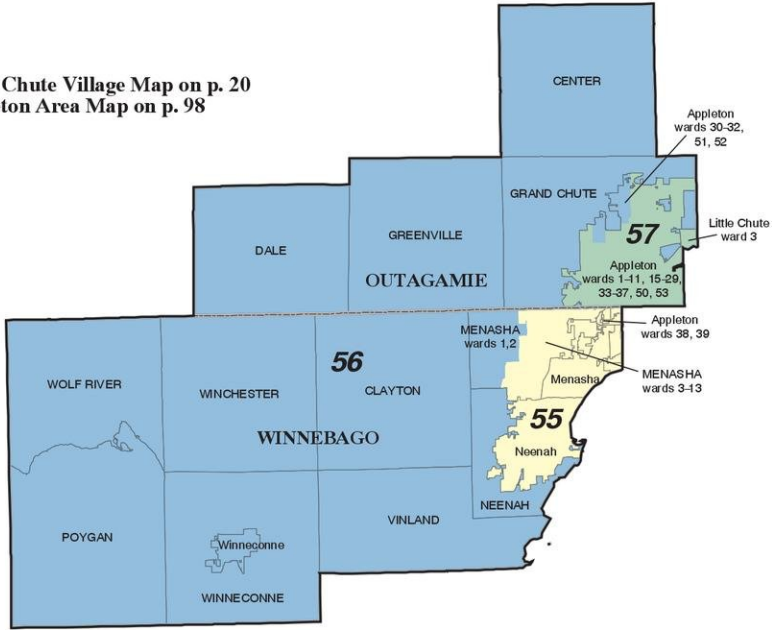 Chute Village Map on p. 20
ton Area Map on p. 98
CENTER
Appleton
wards 30-32,
51, 52
GRAND CHUTE
Little Chute
ward 3
57
DALE
GREENVILLE
Appleton
wards 1-11, 15-29,
33-37, 50, 53
OUTAGAMIE
MENASHA
wards 1,2
Appleton
wards 38, 39
56
WOLF RIVER
WINCHESTER
CLAYTON
Menasha
MENASHA
wards 3-13
55
WINNEBAGO
Neenah
NEENAH
VINLAND
POYGAN
Winneconne
WINNECONNE